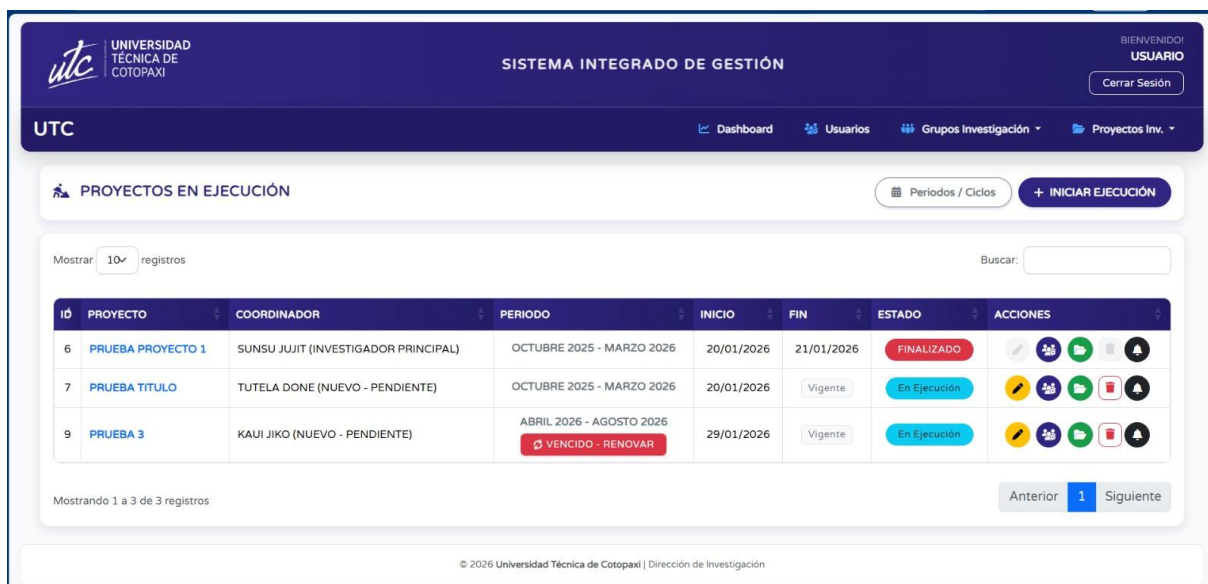 utc UNIVERSIDAD
TÉCNICA DE
COTOPAXI
SISTEMA INTEGRADO DE GESTIÓN
BIENVENIDO!
USUARIO
Cerrar Sesión
UTC
Dashboard Usuarios Grupos Investigación Proyectos Inv.
PROYECTOS EN EJECUCIÓN
Periodos / Ciclos + INICIAR EJECUCIÓN
Mostrar 10 registros Buscar:
ID PROYECTO COORDINADOR PERIODO INICIO FIN ESTADO ACCIONES
6 PRUEBA PROYECTO 1 SUNSU JUJIT (INVESTIGADOR PRINCIPAL) OCTUBRE 2025 - MARZO 2026 20/01/2026 21/01/2026 FINALIZADO
7 PRUEBA TITULO TUTELA DONE (NUEVO - PENDIENTE) OCTUBRE 2025 - MARZO 2026 20/01/2026 Vigente En Ejecución
9 PRUEBA 3 KAUI JIKO (NUEVO - PENDIENTE) ABRIL 2026 - AGOSTO 2026 29/01/2026 Vigente En Ejecución
VENCIDO - RENOVAR
Mostrando 1 a 3 de 3 registros
Anterior 1 Siguiente
© 2026 Universidad Técnica de Cotopaxi | Dirección de Investigación